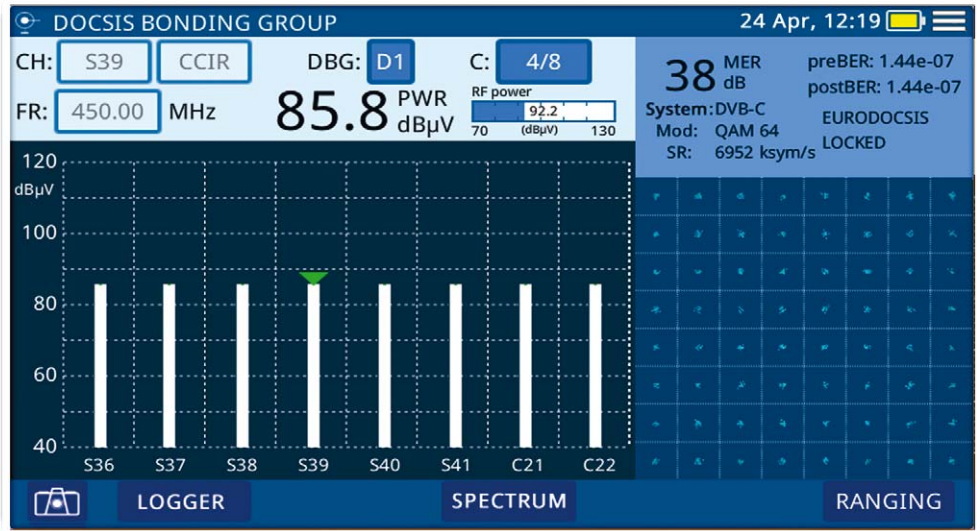 DOCSIS BONDING GROUP
24 Apr, 12:19
CH: S39 CCIR DBG: D1 C: 4/8
FR: 450.00 MHz
85.8 PWR dBµV
RF power
92.2
70 (dBµV) 130
38 MER dB
preBER: 1.44e-07
postBER: 1.44e-07
System: DVB-C
Mod: QAM 64
SR: 6952 ksym/s
EURODOCSIS
LOCKED
120
dBµV
100
80
60
40
S36 S37 S38 S39 S40 S41 C21 C22
LOGGER SPECTRUM RANGING